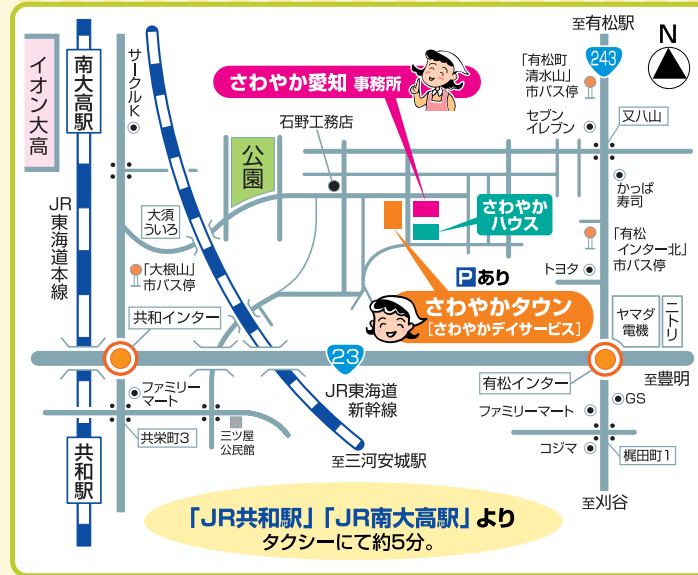 至有松駅
N
243
イオン大高
南大高駅
サークルK
さわやか愛知 事務所
「有松町
清水山」
市バス停
石野工務店
セブン
イレブン
又八山
公園
かっぱ
寿司
JR東海道本線
大須
ういろ
さわやか
ハウス
「有松
インター北」
市バス停
「大根山」
市バス停
Pあり
トヨタ
さわやかタウン
[さわやかデイサービス]
ヤマダ
電機
ニトリ
共和インター
23
至豊明
JR東海道
新幹線
有松インター
ファミリー
マート
GS
ファミリーマート
共栄町3
三ツ屋
公民館
コジマ
梶田町1
共和駅
至三河安城駅
至刈谷
「JR共和駅」「JR南大高駅」より
タクシーにて約5分。